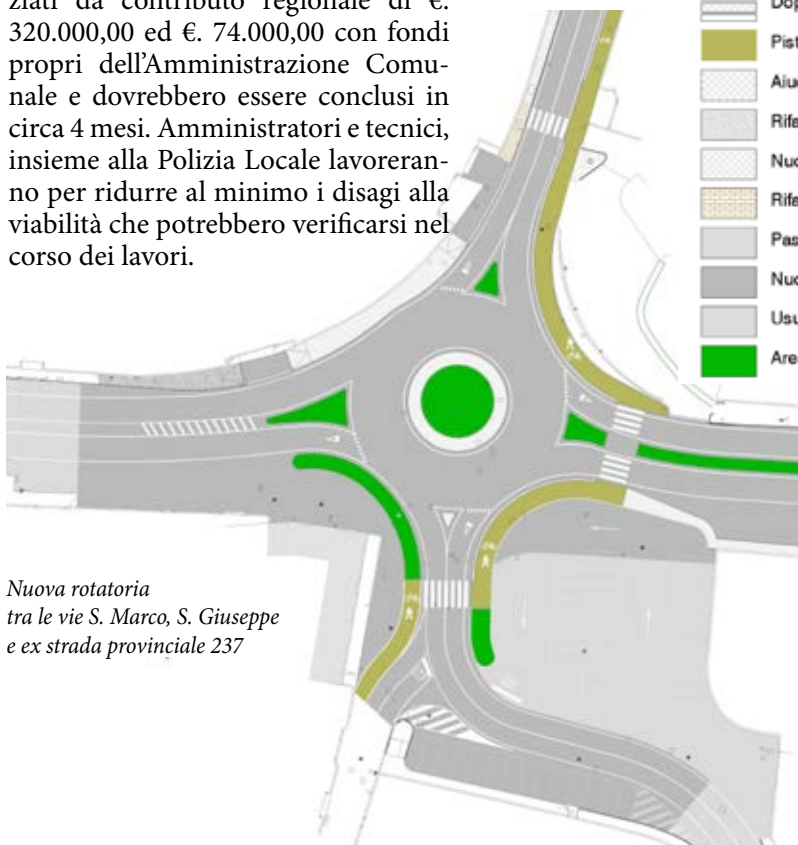 ziati da contributo regionale di €.
320.000,00 ed €. 74.000,00 con fondi
propri dell'Amministrazione Comu-
nale e dovrebbero essere conclusi in
circa 4 mesi. Amministratori e tecnici,
insieme alla Polizia Locale lavoreran-
no per ridurre al minimo i disagi alla
viabilità che potrebbero verificarsi nel
corso dei lavori.
Dop
Pist
Aiu
Rifa
Nuo
Rifa
Pas
Nuo
Usu
Are
Nuova rotatoria
tra le vie S. Marco, S. Giuseppe
e ex strada provinciale 237